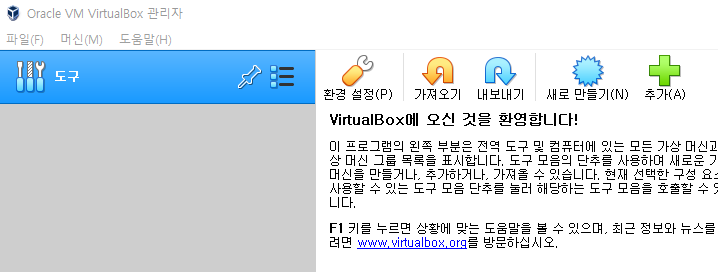 Oracle VM VirtualBox 관리자
파일(F) 머신(M) 도움말(H)
도구
환경 설정(P) 가져오기 내보내기 새로 만들기(N) 추가(A)
VirtualBox에 오신 것을 환영합니다!
이 프로그램의 왼쪽 부분은 전역 도구 및 컴퓨터에 있는 모든 가상 머신과
상 머신 그룹 목록을 표시합니다. 도구 모음의 단추를 사용하여 새로운 가
머신을 만들거나, 추가하거나, 가져올 수 있습니다. 현재 선택한 구성 요소
사용할 수 있는 도구 모음 단추를 눌러 해당하는 도구 모음을 호출할 수 있
니다.
F1 키를 누르면 상황에 맞는 도움말을 볼 수 있으며, 최근 정보와 뉴스를
려면 www.virtualbox.org를 방문하십시오.